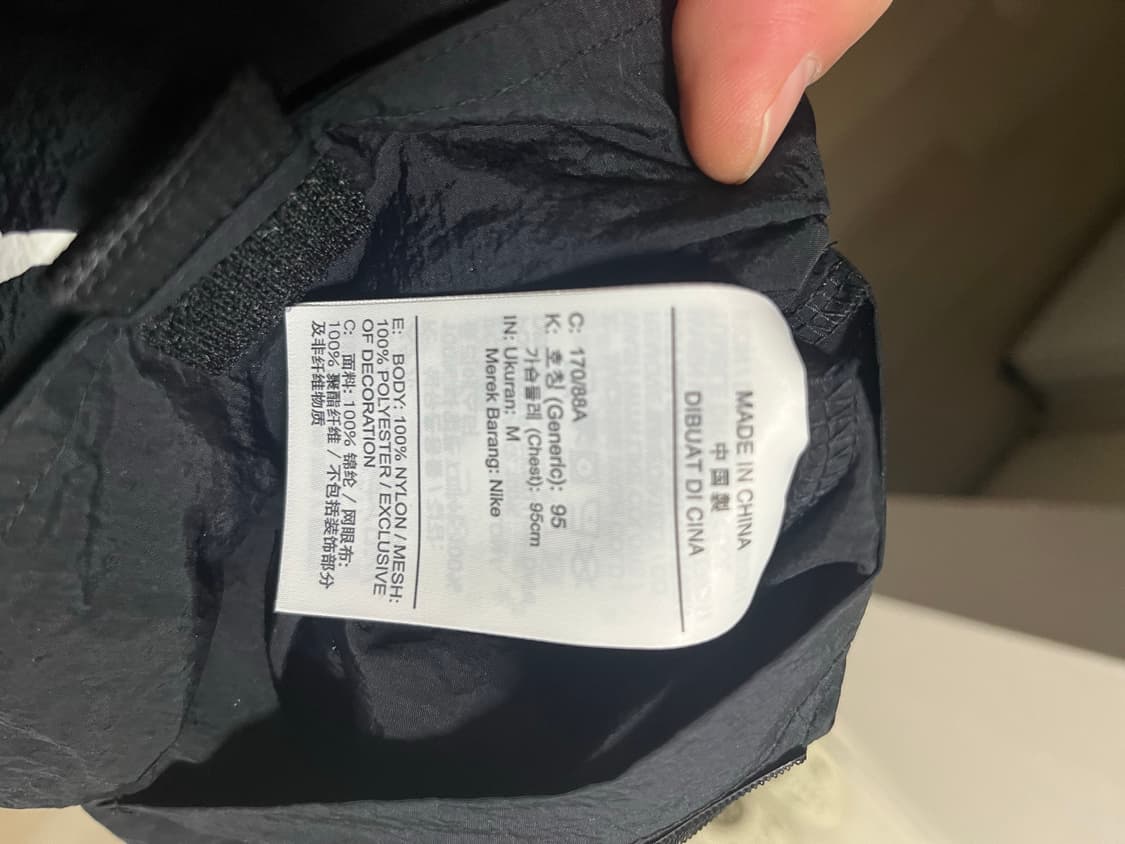 MADE IN CHINA
中国製
DIBUAT DI CINA
C: 170/88A
K: 호칭 (Generic): 95
가슴둘레 (Chest): 95cm
IN: Ukuran: M
Merek Barang: Nike
E: BODY: 100% NYLON / MESH:
100% POLYESTER / EXCLUSIVE
OF DECORATION
C: 面料: 100% 锦纶 / 网眼布:
100% 聚酯纤维 / 不包括装饰部分
及非纤维物质